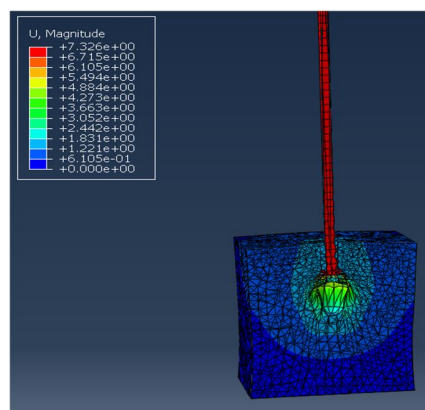 U, Magnitude
+7.326e+00
+6.715e+00
+6.105e+00
+5.494e+00
+4.884e+00
+4.273e+00
+3.663e+00
+3.052e+00
+2.442e+00
+1.831e+00
+1.221e+00
+6.105e-01
+0.000e+00